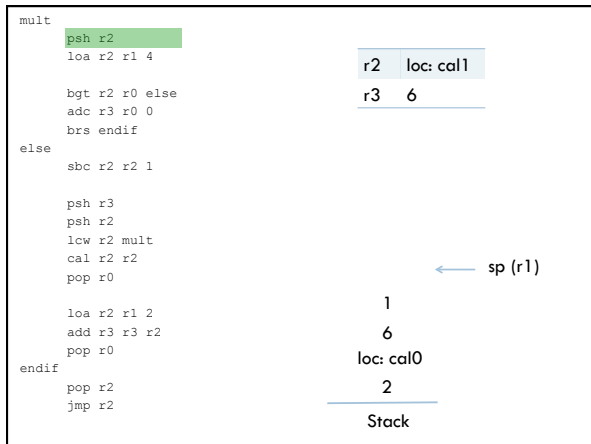 mult
psh r2
loa r2 r1 4
bgt r2 r0 else
adc r3 r0 0
brs endif
else
sbc r2 r2 1
psh r3
psh r2
lcw r2 mult
cal r2 r2
pop r0
loa r2 r1 2
add r3 r3 r2
pop r0
endif
pop r2
jmp r2
r2 loc: cal1
r3 6
sp (r1)
1
6
loc: cal0
2
Stack